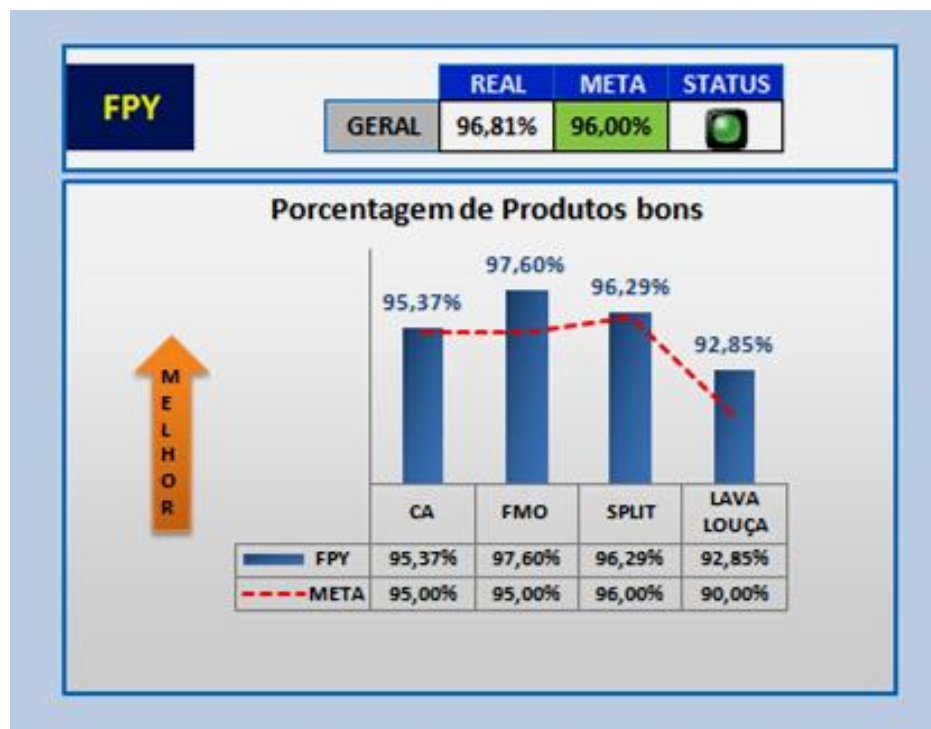 FPY
REAL META STATUS
GERAL 96,81% 96,00%
Porcentagem de Produtos bons
95,37% 97,60% 96,29% 92,85%
MELHOR
CA FMO SPLIT LAVA
LOUÇA
FPY 95,37% 97,60% 96,29% 92,85%
META 95,00% 95,00% 96,00% 90,00%